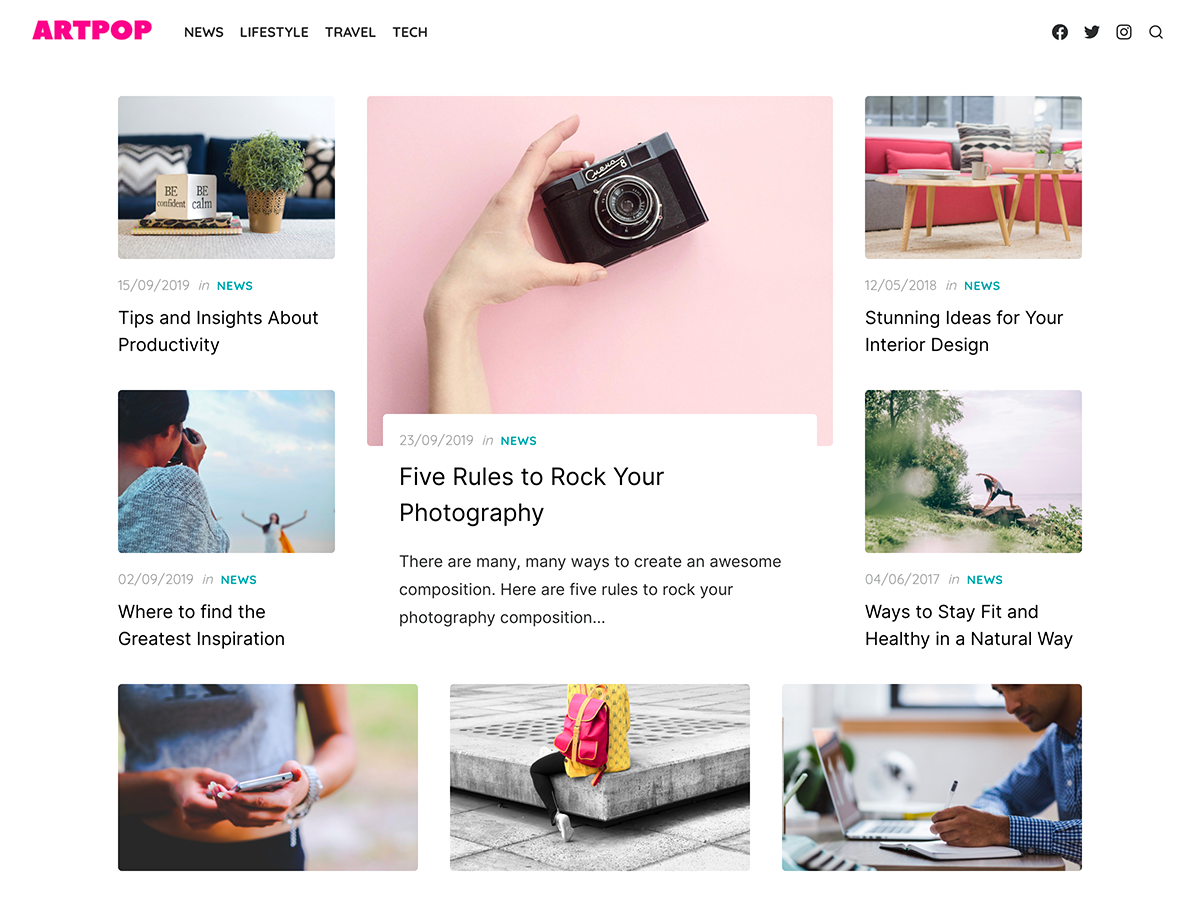 ARTPOP
NEWS LIFESTYLE TRAVEL TECH
BE confident
BE calm
15/09/2019 in NEWS
Tips and Insights About
Productivity
02/09/2019 in NEWS
Where to find the
Greatest Inspiration
Смена 8
23/09/2019 in NEWS
Five Rules to Rock Your
Photography
There are many, many ways to create an awesome
composition. Here are five rules to rock your
photography composition...
12/05/2018 in NEWS
Stunning Ideas for Your
Interior Design
04/06/2017 in NEWS
Ways to Stay Fit and
Healthy in a Natural Way